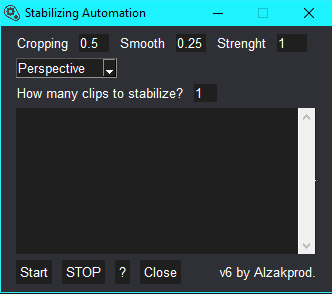 Stabilizing Automation
Cropping 0.5 Smooth 0.25 Strenght 1
Perspective
How many clips to stabilize? 1
Start STOP ? Close v6 by Alzakprod.